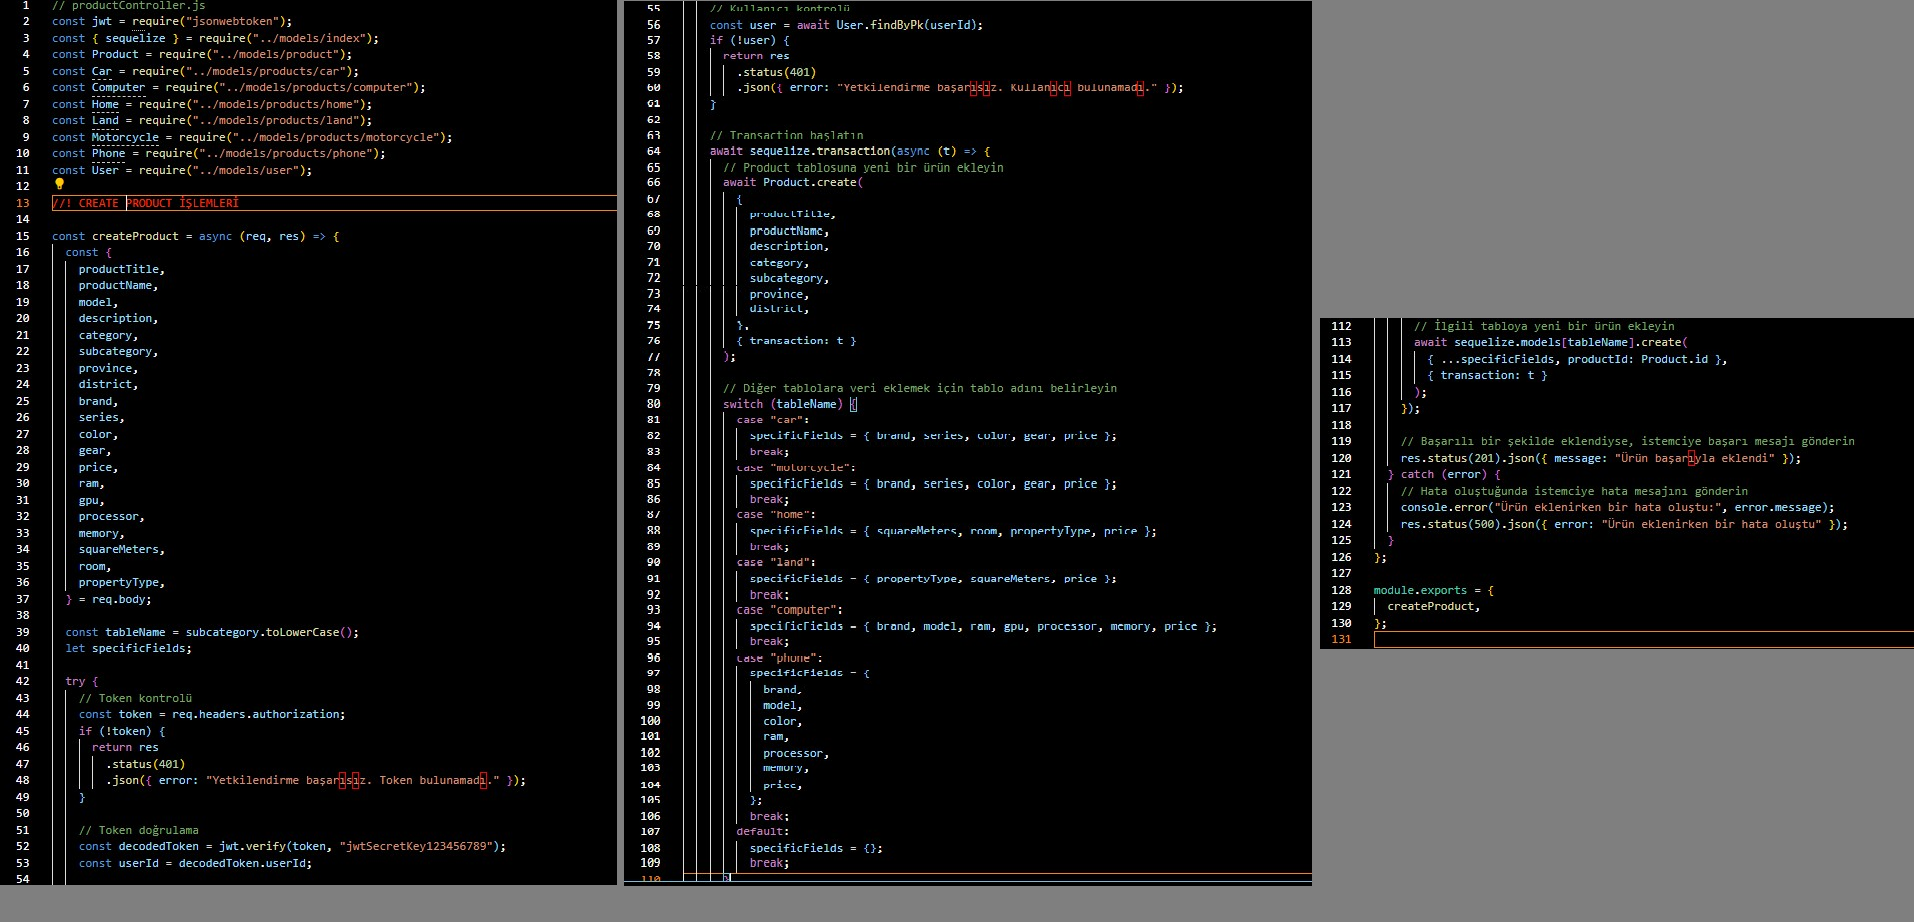 1 // productController.js
2 const jwt = require("jsonwebtoken");
3 const { sequelize } = require("../models/index");
4 const Product = require("../models/product");
5 const Car = require("../models/products/car");
6 const Computer = require("../models/products/computer");
7 const Home = require("../models/products/home");
8 const Land = require("../models/products/land");
9 const Motorcycle = require("../models/products/motorcycle");
10 const Phone = require("../models/products/phone");
11 const User = require("../models/user");
12
13 //! CREATE PRODUCT İŞLEMLERİ
14
15 const createProduct = async (req, res) => {
16 const {
17 productTitle,
18 productName,
19 model,
20 description,
21 category,
22 subcategory,
23 province,
24 district,
25 brand,
26 series,
27 color,
28 gear,
29 price,
30 ram,
31 gpu,
32 processor,
33 memory,
34 squareMeters,
35 room,
36 propertyType,
37 } = req.body;
38
39 const tableName = subcategory.toLowerCase();
40 let specificFields;
41
42 try {
43 // Token kontrolü
44 const token = req.headers.authorization;
45 if (!token) {
46 return res
47 .status(401)
48 .json({ error: "Yetkilendirme başarısız. Token bulunamadı." });
49 }
50
51 // Token doğrulama
52 const decodedToken = jwt.verify(token, "jwtSecretKey123456789");
53 const userId = decodedToken.userId;
54
55 // Kullanıcı kontrolü
56 const user = await User.findByPk(userId);
57 if (!user) {
58 return res
59 .status(401)
60 .json({ error: "Yetkilendirme başarısız. Kullanıcı bulunamadı." });
61 }
62
63 // Transaction başlatın
64 await sequelize.transaction(async (t) => {
65 // Product tablosuna yeni bir ürün ekleyin
66 await Product.create(
67 {
68 productTitle,
69 productName,
70 description,
71 category,
72 subcategory,
73 province,
74 district,
75 },
76 { transaction: t }
77 );
78
79 // Diğer tablolara veri eklemek için tablo adını belirleyin
80 switch (tableName) {
81 case "car":
82 specificFields = { brand, series, color, gear, price };
83 break;
84 case "motorcycle":
85 specificFields = { brand, series, color, gear, price };
86 break;
87 case "home":
88 specificFields = { squareMeters, room, propertyType, price };
89 break;
90 case "land":
91 specificFields = { propertyType, squareMeters, price };
92 break;
93 case "computer":
94 specificFields = { brand, model, ram, gpu, processor, memory, price };
95 break;
96 case "phone":
97 specificFields = {
98 brand,
99 model,
100 color,
101 ram,
102 processor,
103 memory,
104 price,
105 };
106 break;
107 default:
108 specificFields = {};
109 break;
110 }
112 // İlgili tabloya yeni bir ürün ekleyin
113 await sequelize.models[tableName].create(
114 { ...specificFields, productId: Product.id },
115 { transaction: t }
116 );
117 });
118
119 // Başarılı bir şekilde eklendiyse, istemciye başarı mesajı gönderin
120 res.status(201).json({ message: "Ürün başarıyla eklendi" });
121 } catch (error) {
122 // Hata oluştuğunda istemciye hata mesajını gönderin
123 console.error("Ürün eklenirken bir hata oluştu:", error.message);
124 res.status(500).json({ error: "Ürün eklenirken bir hata oluştu" });
125 }
126 };
127
128 module.exports = {
129 createProduct,
130 };
131